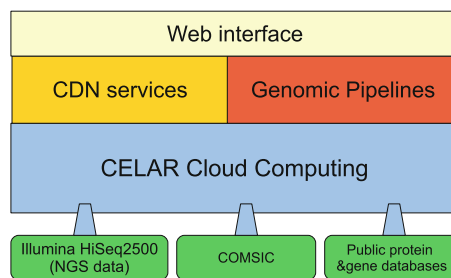 Web interface
CDN services
Genomic Pipelines
CELAR Cloud Computing
Illumina HiSeq2500
(NGS data)
COMSIC
Public protein
&gene databases